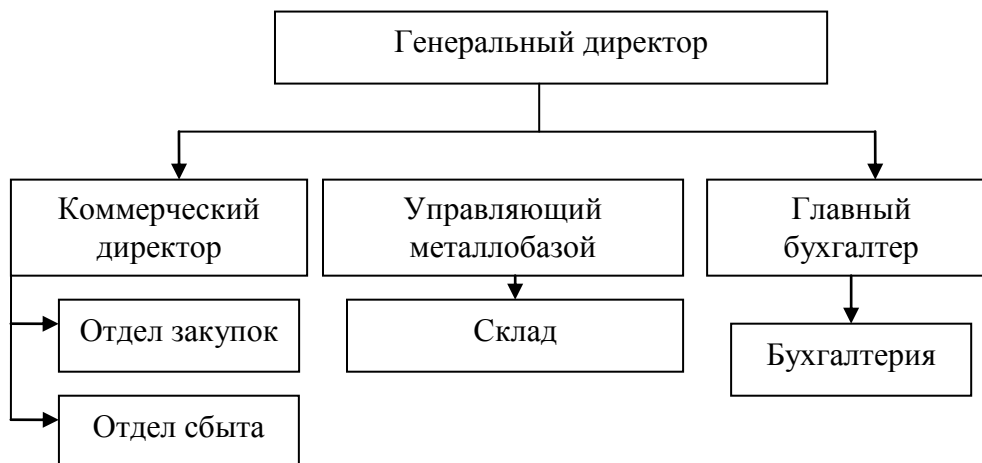 Генеральный директор
Коммерческий
директор
Управляющий
металлобазой
Главный
бухгалтер
Отдел закупок
Склад
Бухгалтерия
Отдел сбыта